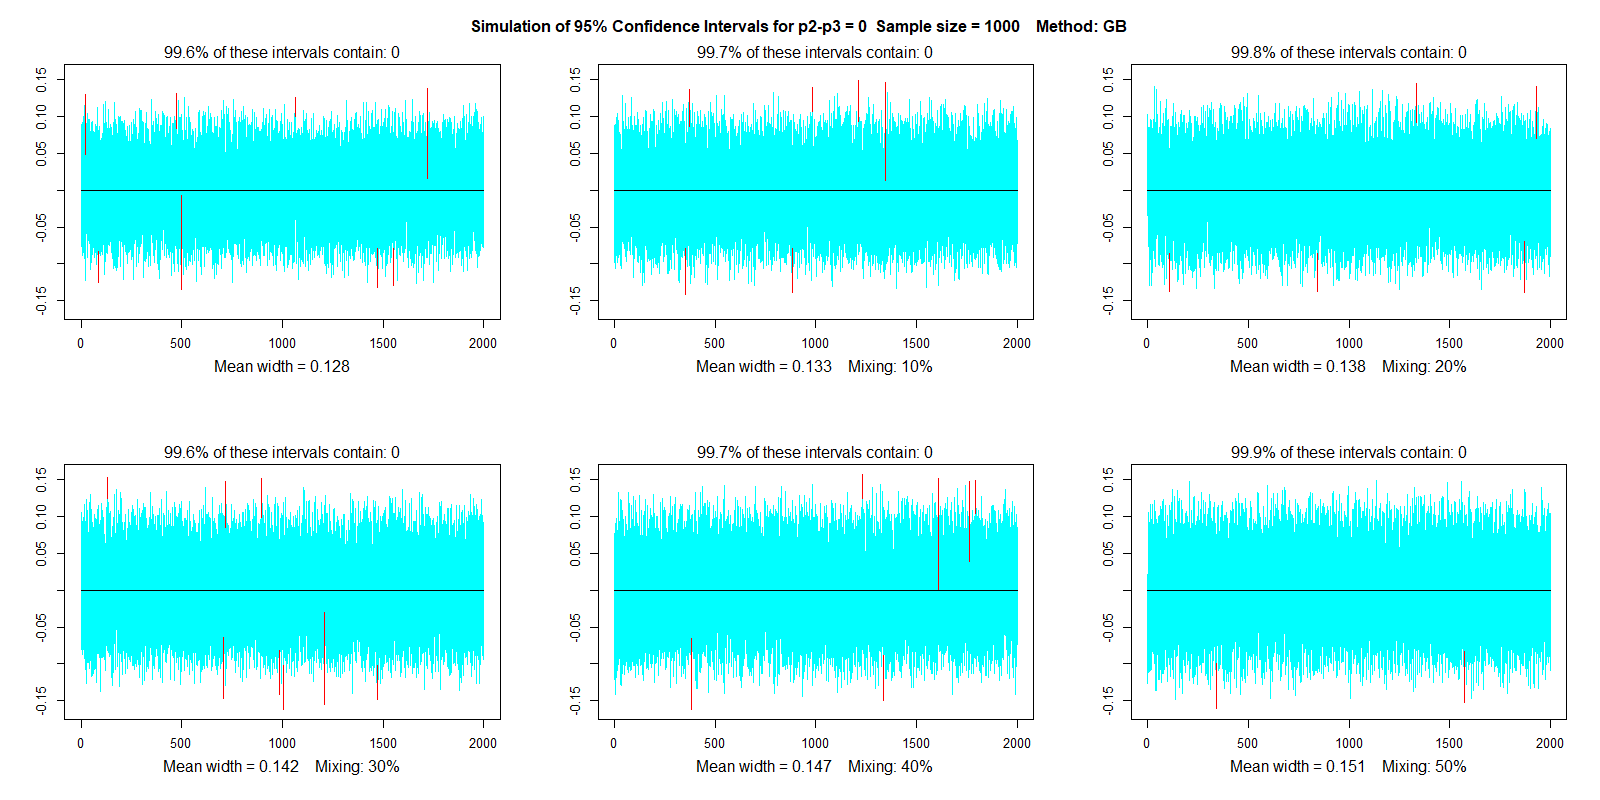 Simulation of 95% Confidence Intervals for p2-p3 = 0 Sample size = 1000 Method: GB
99.6% of these intervals contain: 0
0.15
0.10
0.05
-0.05
-0.15
0 500 1000 1500 2000
Mean width = 0.128
99.7% of these intervals contain: 0
0.15
0.10
0.05
-0.05
-0.15
0 500 1000 1500 2000
Mean width = 0.133 Mixing: 10%
99.8% of these intervals contain: 0
0.15
0.10
0.05
-0.05
-0.15
0 500 1000 1500 2000
Mean width = 0.138 Mixing: 20%
99.6% of these intervals contain: 0
0.15
0.10
0.05
-0.05
-0.15
0 500 1000 1500 2000
Mean width = 0.142 Mixing: 30%
99.7% of these intervals contain: 0
0.15
0.10
0.05
-0.05
-0.15
0 500 1000 1500 2000
Mean width = 0.147 Mixing: 40%
99.9% of these intervals contain: 0
0.15
0.10
0.05
-0.05
-0.15
0 500 1000 1500 2000
Mean width = 0.151 Mixing: 50%